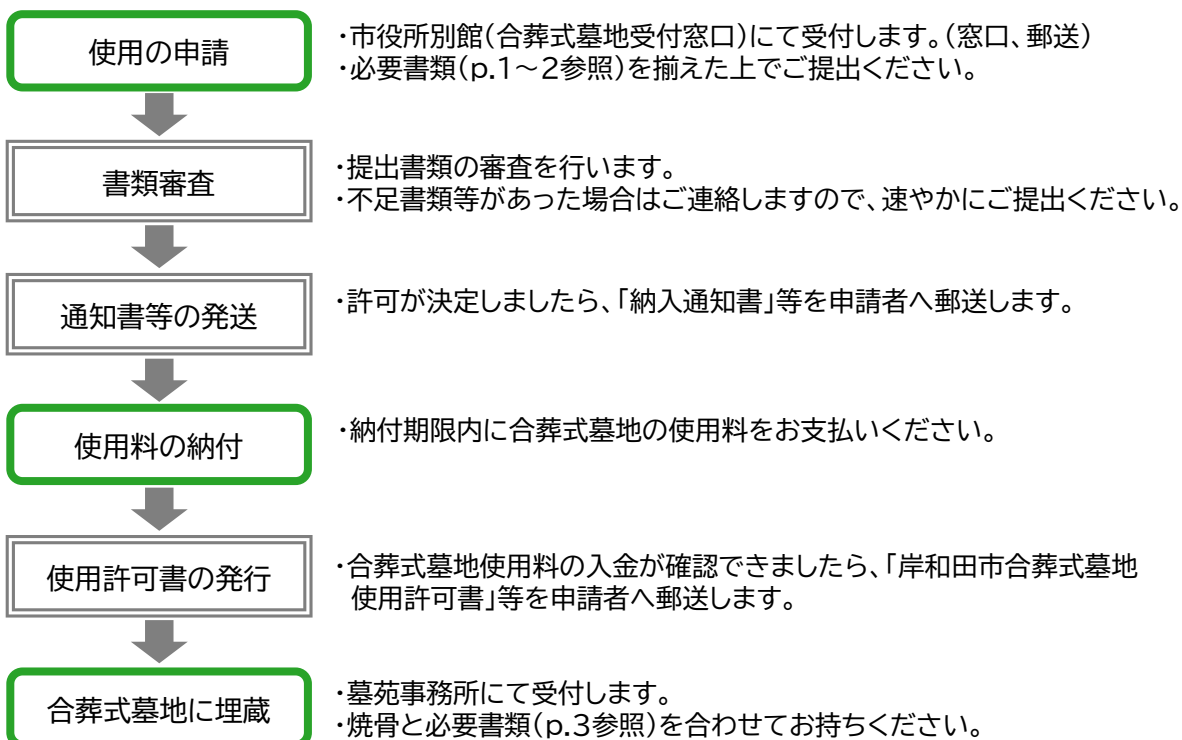 使用の申請
・市役所別館(合葬式墓地受付窓口)にて受付します。(窓口、郵送)
・必要書類(p.1～2参照)を揃えた上でご提出ください。
書類審査
・提出書類の審査を行います。
・不足書類等があった場合はご連絡しますので、速やかにご提出ください。
通知書等の発送
・許可が決定しましたら、「納入通知書」等を申請者へ郵送します。
使用料の納付
・納付期限内に合葬式墓地の使用料をお支払いください。
使用許可書の発行
・合葬式墓地使用料の入金が確認できましたら、「岸和田市合葬式墓地
使用許可書」等を申請者へ郵送します。
合葬式墓地に埋蔵
・墓苑事務所にて受付します。
・焼骨と必要書類(p.3参照)を合わせてお持ちください。